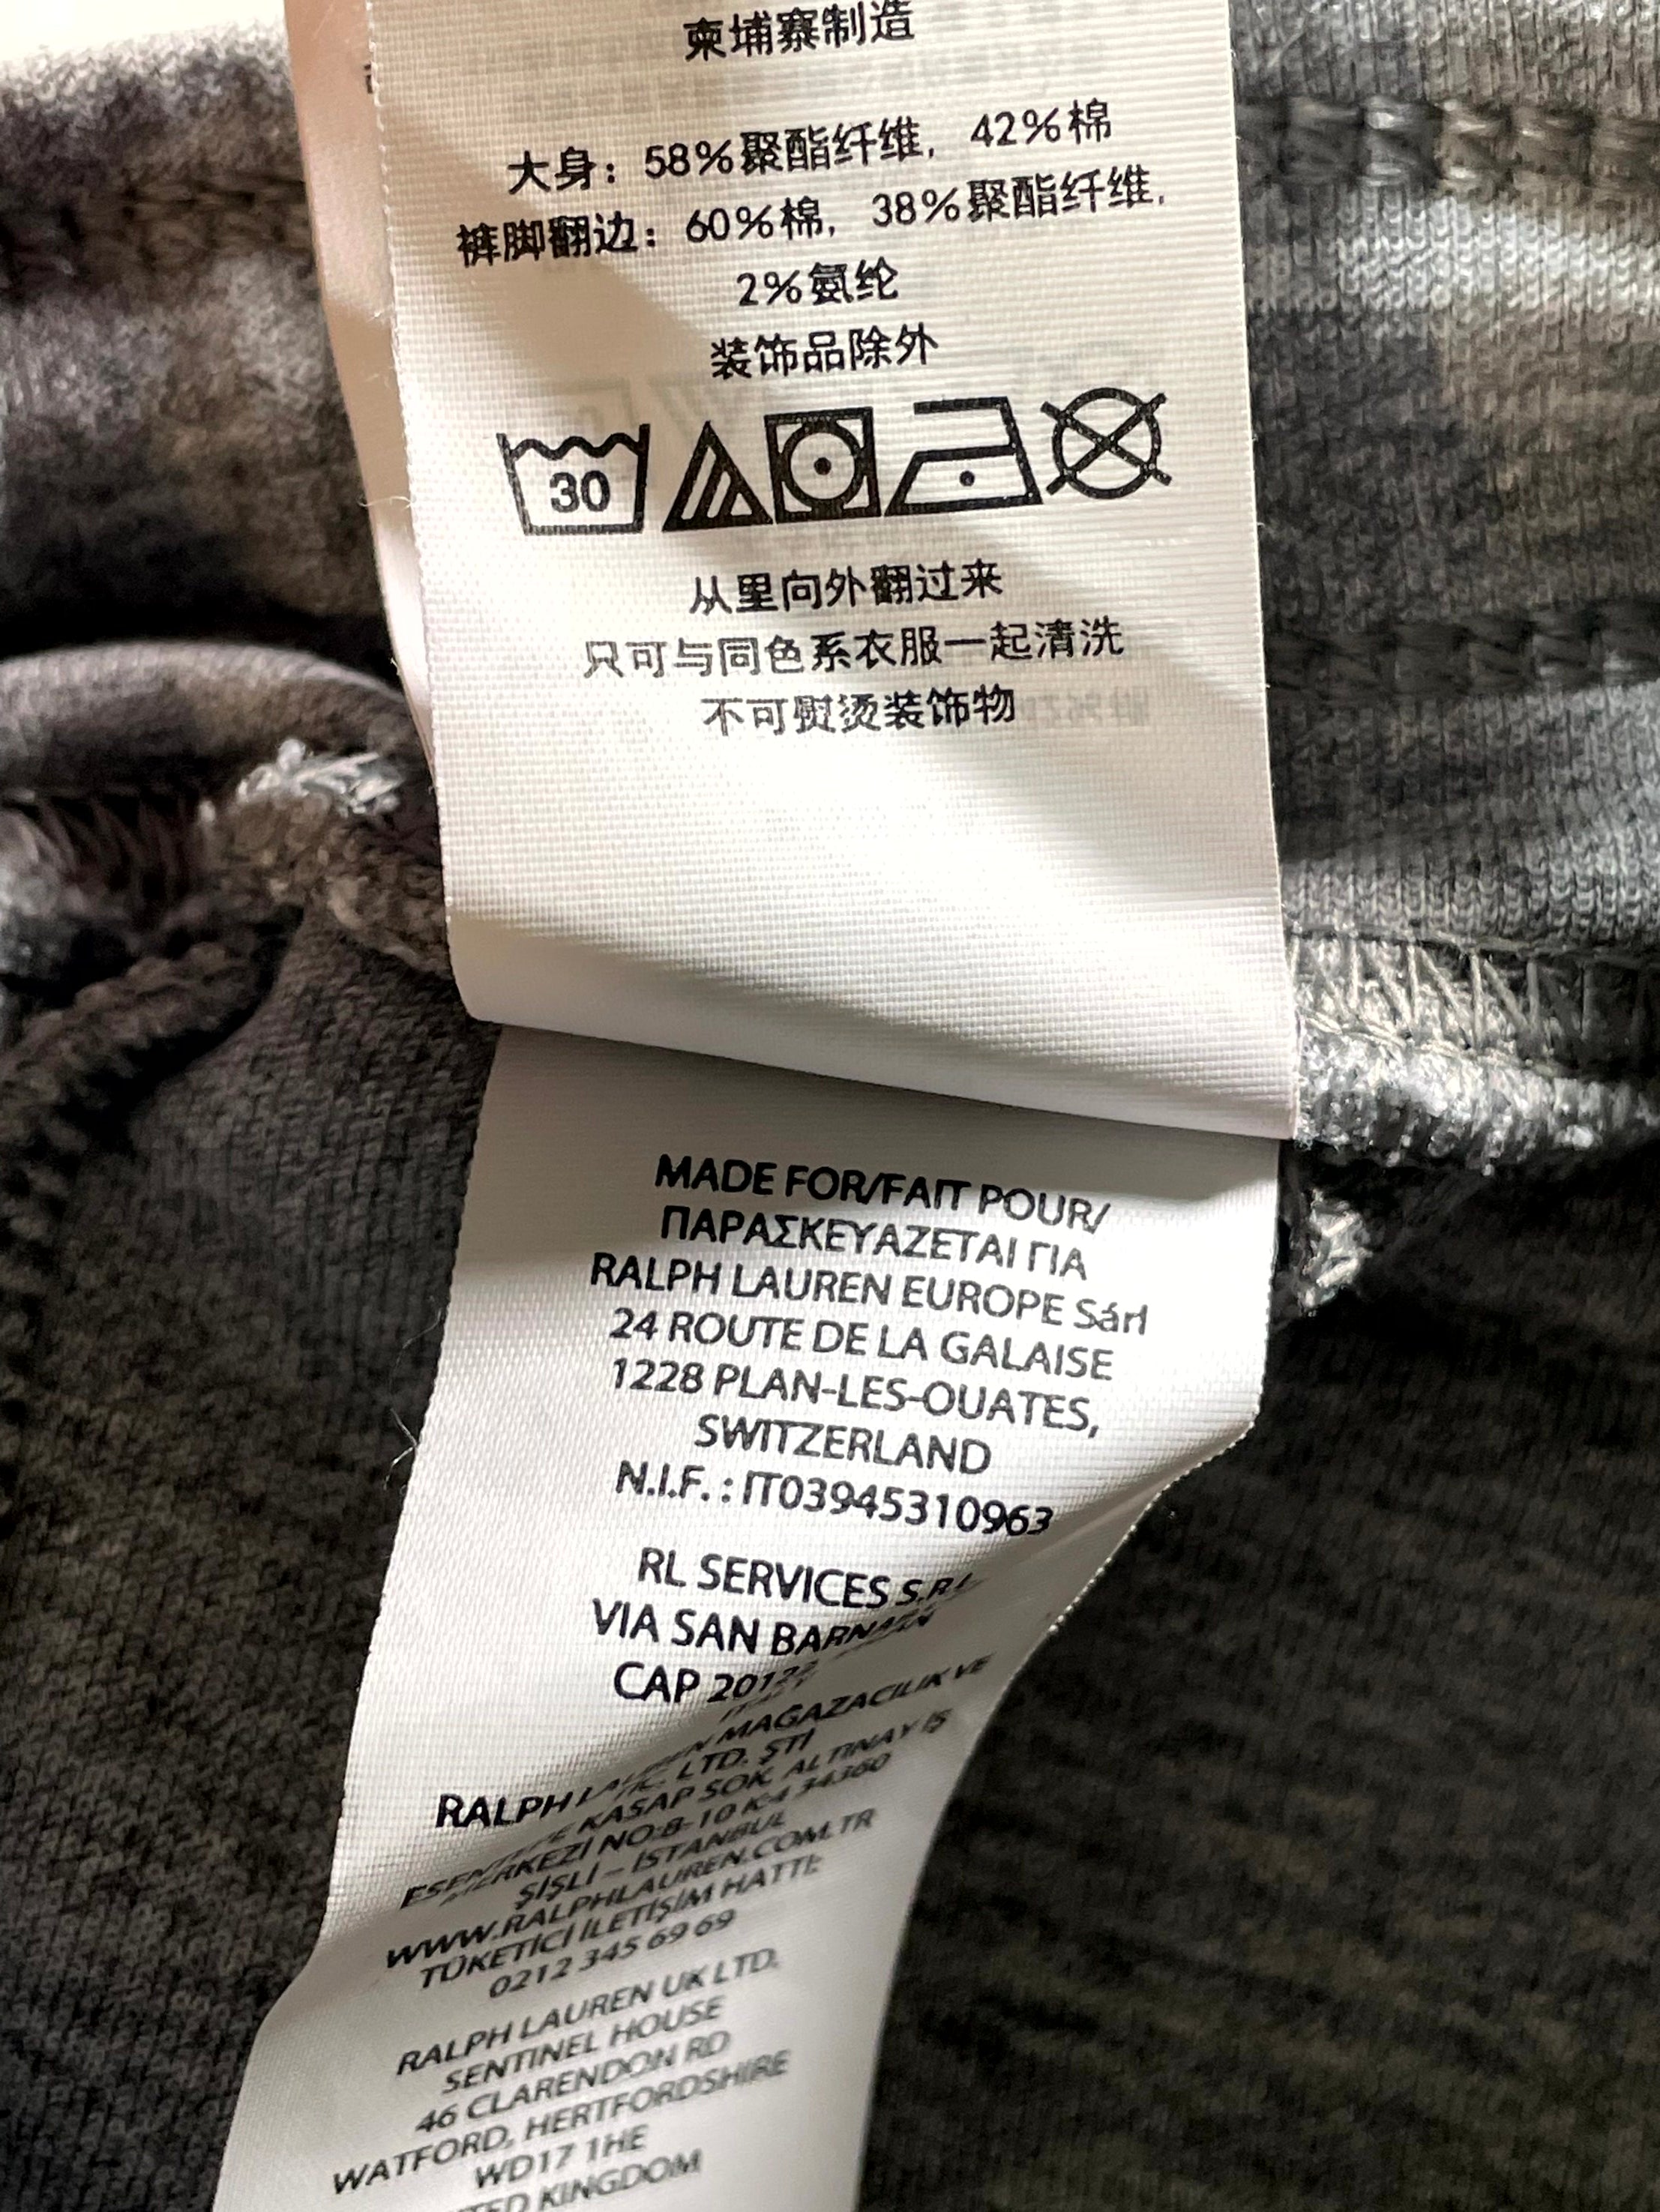 柬埔寨制造
大身：58%聚酯纤维，42%棉
裤脚翻边：60%棉，38%聚酯纤维，
2%氨纶
装饰品除外
30
从里向外翻过来
只可与同色系衣服一起清洗
不可熨烫装饰物
MADE FOR/FAIT POUR/
ΠΑΡΑΣΚΕΥΑΖΕΤΑΙ ΓΙΑ
RALPH LAUREN EUROPE Sárl
24 ROUTE DE LA GALAISE
1228 PLAN-LES-OUATES,
SWITZERLAND
N.I.F. : IT03945310963
RL SERVICES S.R.L
VIA SAN
CAP
RALPH LAUREN MAGAZACILIK VE
TİC. LTD. ŞTİ
KASAP SOK. ALTINAY İŞ
MERKEZİ NO:8-10 K:4 34360
ŞİŞLİ – İSTANBUL
WWW.RALPHLAUREN.COM.TR
TÜKETİCİ İLETİŞİM HATTI:
0212 345 69 69
RALPH LAUREN UK LTD.
SENTINEL HOUSE
46 CLARENDON RD
WATFORD, HERTFORDSHIRE
WD17 1HE
KINGDOM